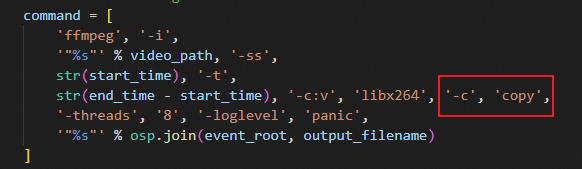 command = [
'ffmpeg', '-i',
'"%s"' % video_path, '-ss',
str(start_time), '-t',
str(end_time - start_time), '-c:v', 'libx264', '-c', 'copy',
'-threads', '8', '-loglevel', 'panic',
'"%s"' % osp.join(event_root, output_filename)
]